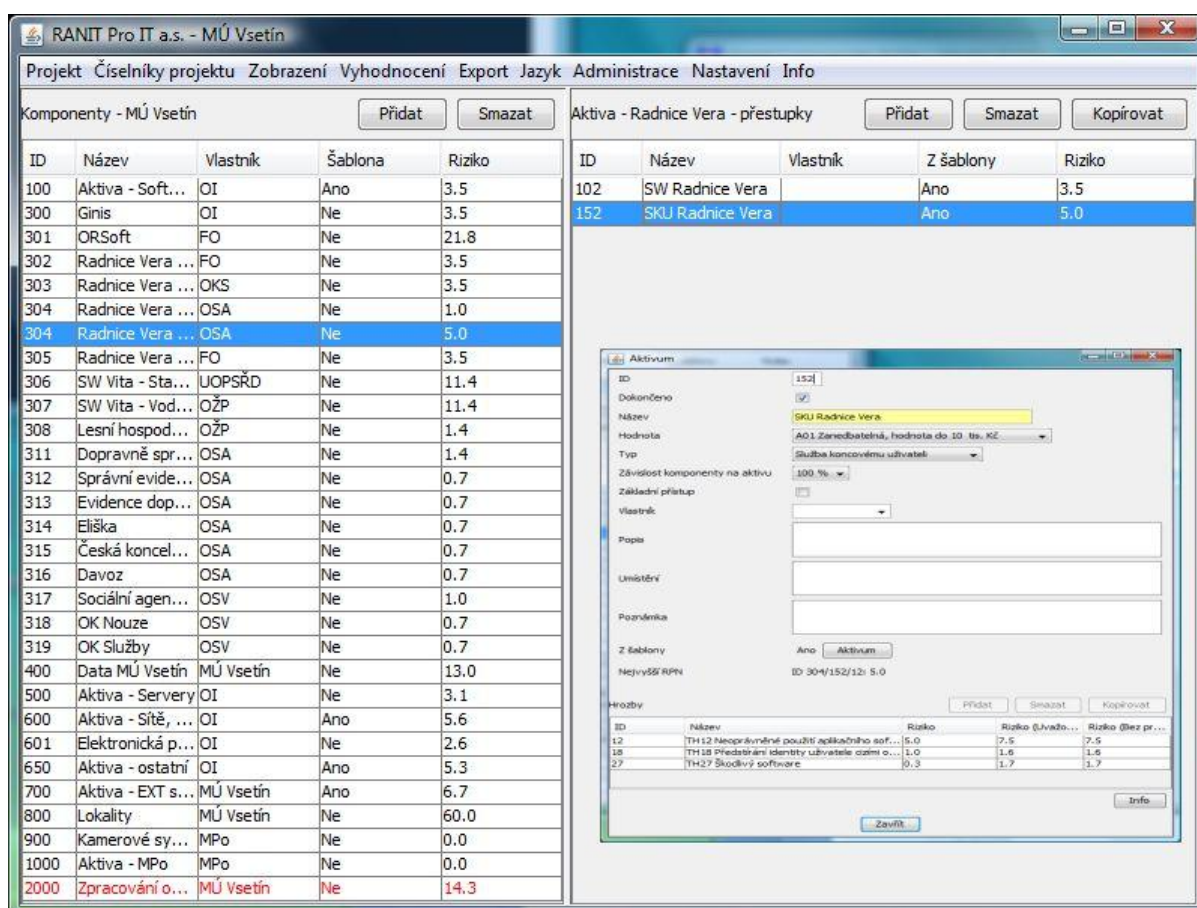 RANIT Pro IT a.s. - MÚ Vsetín
Projekt Číselníky projektu Zobrazení Vyhodnocení Export Jazyk Administrace Nastavení Info
Komponenty - MÚ Vsetín Přidat Smazat
ID Název Vlastník Šablona Riziko
100 Aktiva - Soft... OI Ano 3.5
300 Ginis OI Ne 3.5
301 ORSoft FO Ne 21.8
302 Radnice Vera ... FO Ne 3.5
303 Radnice Vera ... OKS Ne 3.5
304 Radnice Vera ... OSA Ne 1.0
304 Radnice Vera ... OSA Ne 5.0
305 Radnice Vera ... FO Ne 3.5
306 SW Vita - Sta... UOPSŘD Ne 11.4
307 SW Vita - Vod... OŽP Ne 11.4
308 Lesní hospod... OŽP Ne 1.4
311 Dopravně spr... OSA Ne 1.4
312 Správní evide... OSA Ne 0.7
313 Evidence dop... OSA Ne 0.7
314 Eliška OSA Ne 0.7
315 Česká koncel... OSA Ne 0.7
316 Davoz OSA Ne 0.7
317 Sociální agen... OSV Ne 1.0
318 OK Nouze OSV Ne 0.7
319 OK Služby OSV Ne 0.7
400 Data MÚ Vsetín MÚ Vsetín Ne 13.0
500 Aktiva - Servery OI Ne 3.1
600 Aktiva - Sítě, ... OI Ano 5.6
601 Elektronická p... OI Ne 2.6
650 Aktiva - ostatní OI Ano 5.3
700 Aktiva - EXT s... MÚ Vsetín Ano 6.7
800 Lokality MÚ Vsetín Ne 60.0
900 Kamerové sy... MPo Ne 0.0
1000 Aktiva - MPo MPo Ne 0.0
2000 Zpracování o... MÚ Vsetín Ne 14.3
Aktiva - Radnice Vera - přestupky Přidat Smazat Kopírovat
ID Název Vlastník Z šablony Riziko
102 SW Radnice Vera Ano 3.5
152 SKU Radnice Vera Ano 5.0
Aktivum
ID 152
Dokončeno
Název SKU Radnice Vera
Hodnota A01 Zanedbatelná, hodnota do 10 tis. Kč
Typ Služba koncovému uživateli
Závislost komponenty na aktivu 100 %
Základní přístup
Vlastník
Popis
Umístění
Poznámka
Z šablony Ano Aktivum
Nejvyšší RPN ID 304/152/12: 5.0
Hrozby Přidat Smazat Kopírovat
ID Název Riziko Riziko (Uvažo... Riziko (Bez pr...
12 TH12 Neoprávněné použití aplikačního sof... 5.0 7.5 7.5
18 TH18 Předstírání identity uživatele cizími o... 1.0 1.6 1.6
27 TH27 Škodlivý software 0.3 1.7 1.7
Info
Zavřít